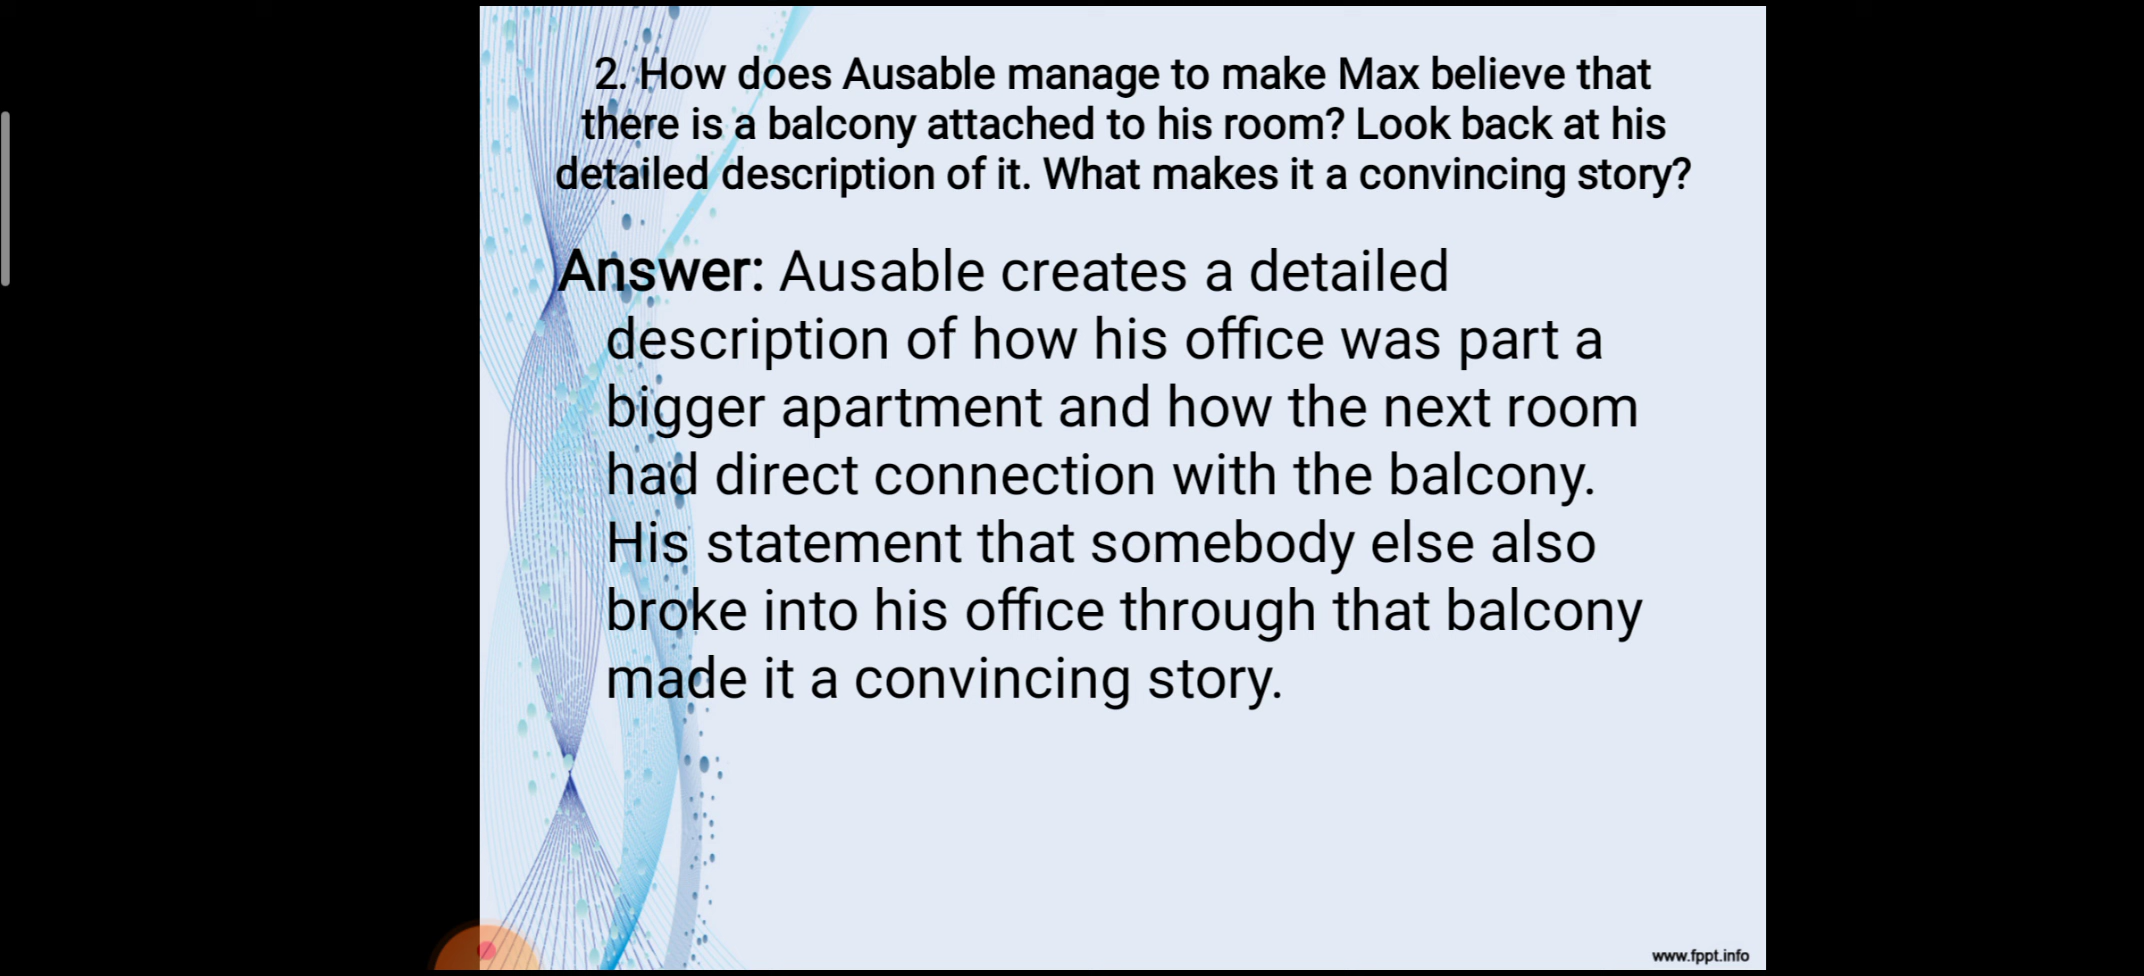 2. How does Ausable manage to make Max believe that
there is a balcony attached to his room? Look back at his
detailed description of it. What makes it a convincing story?
Answer: Ausable creates a detailed
description of how his office was part a
bigger apartment and how the next room
had direct connection with the balcony.
His statement that somebody else also
broke into his office through that balcony
made it a convincing story.
www.fppt.info